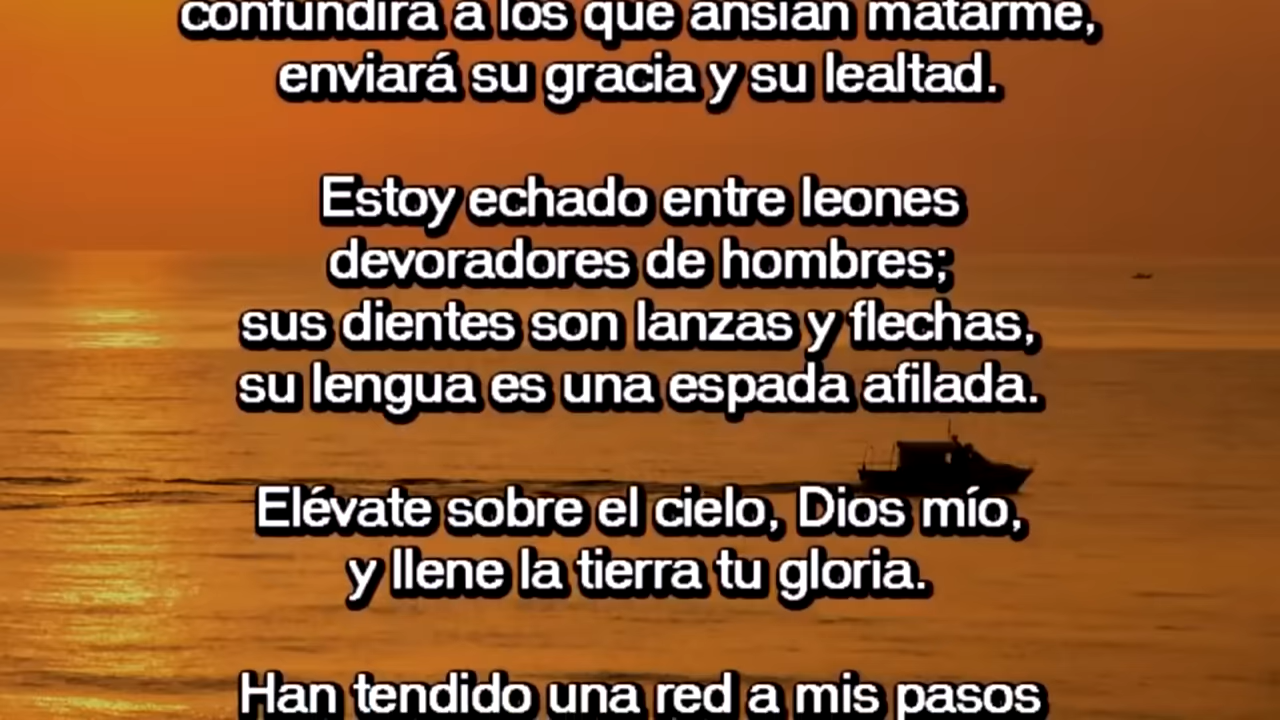 confundirá a los que ansían matarme,
enviará su gracia y su lealtad.
Estoy echado entre leones
devoradores de hombres;
sus dientes son lanzas y flechas,
su lengua es una espada afilada.
Elévate sobre el cielo, Dios mío,
y llene la tierra tu gloria.
Han tendido una red a mis pasos